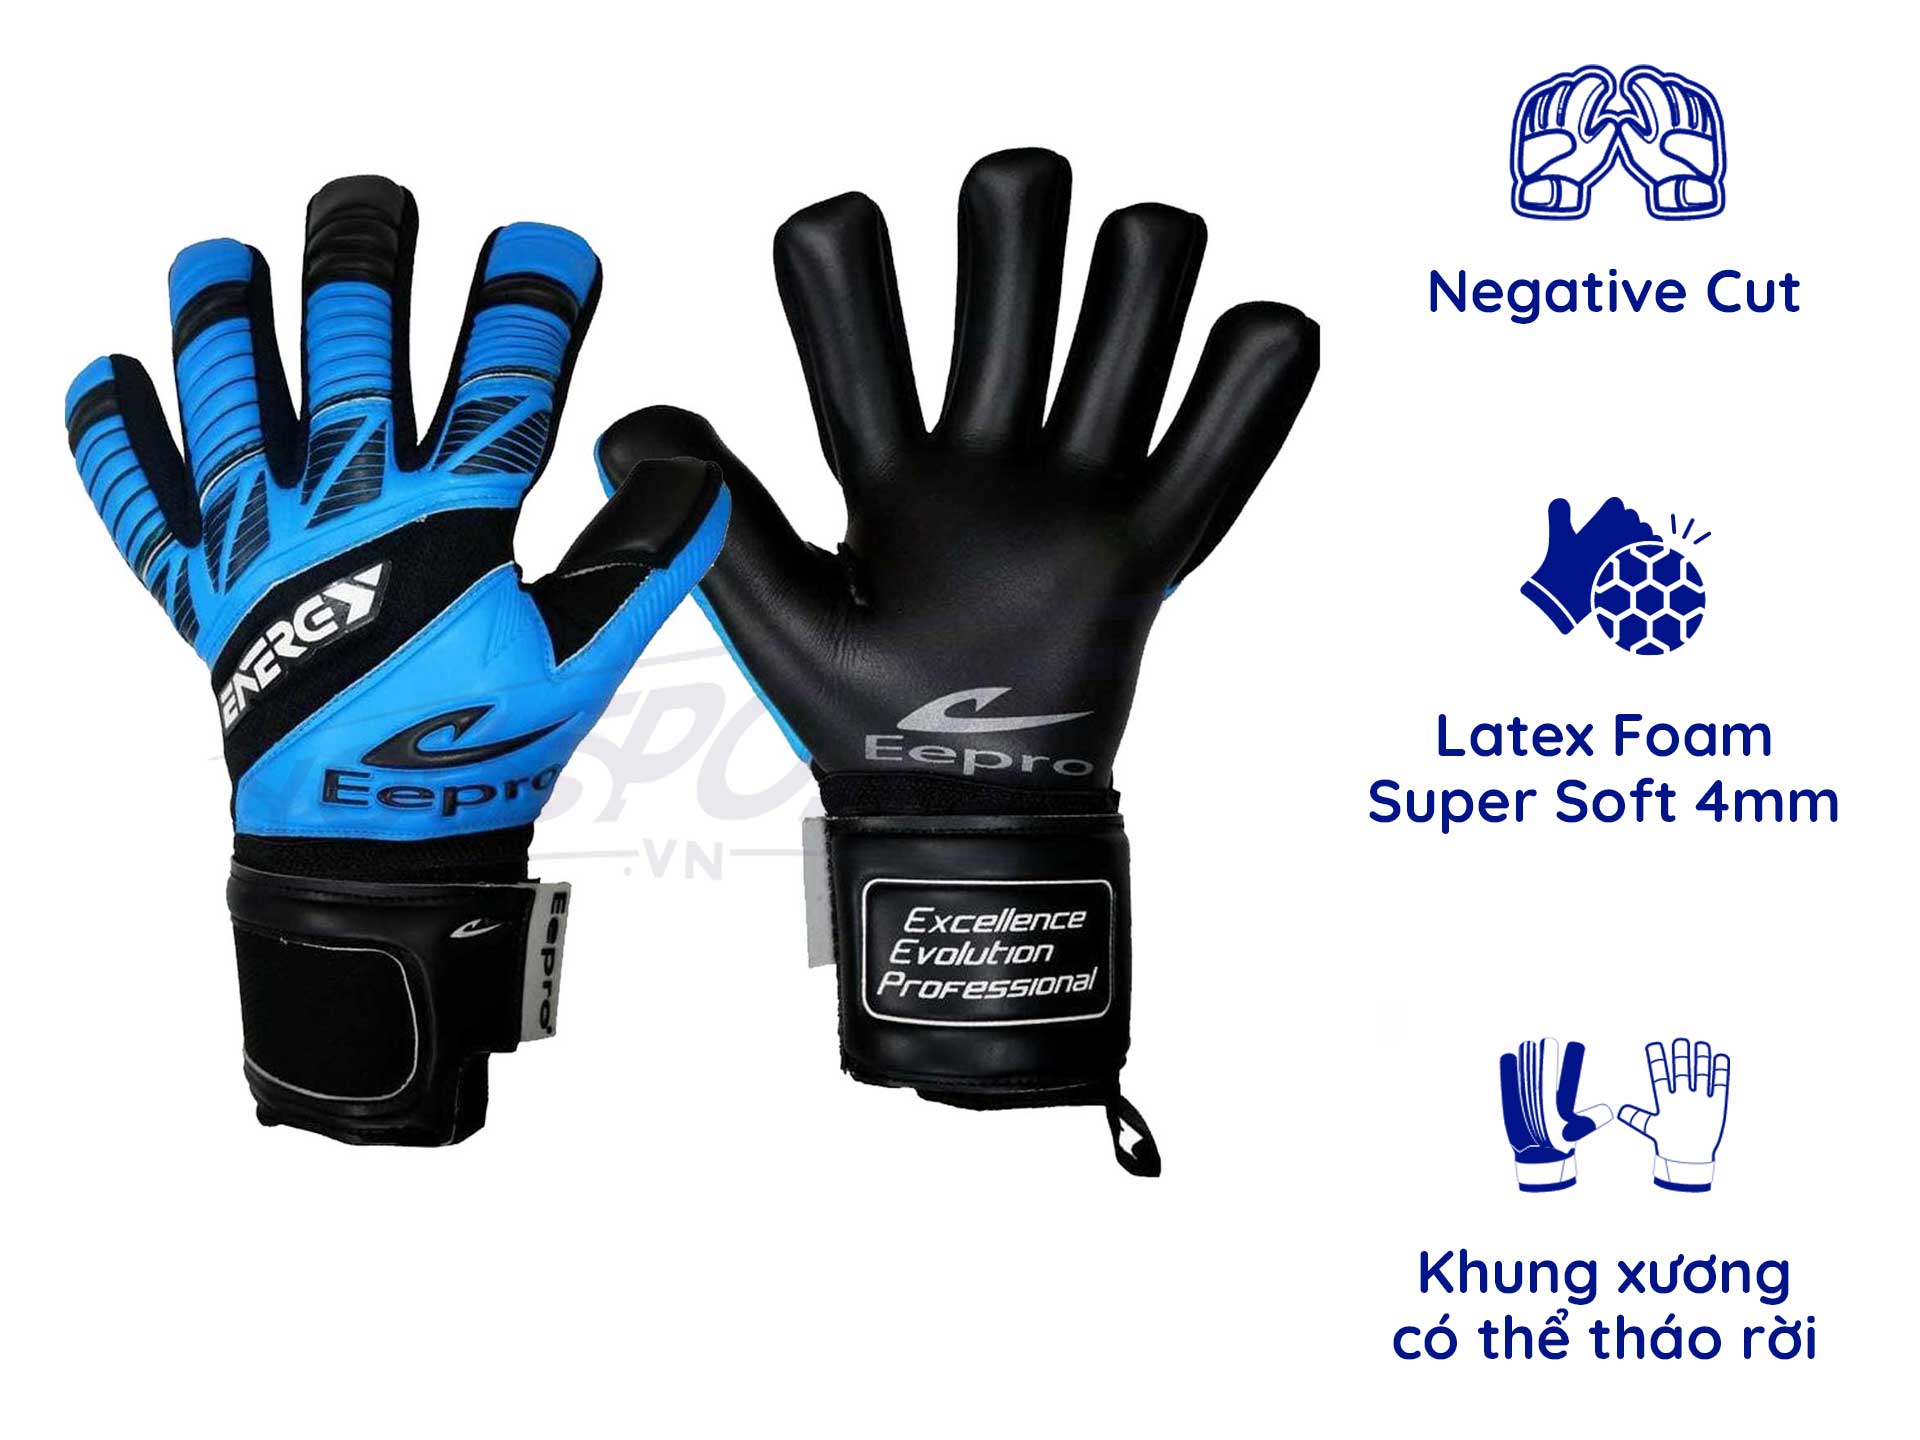 Negative Cut
ENERGY
Eepro
Eepro
Latex Foam
Super Soft 4mm
.VN
Eepro
Excellence
Evolution
Professional
Khung xương
có thể tháo rời